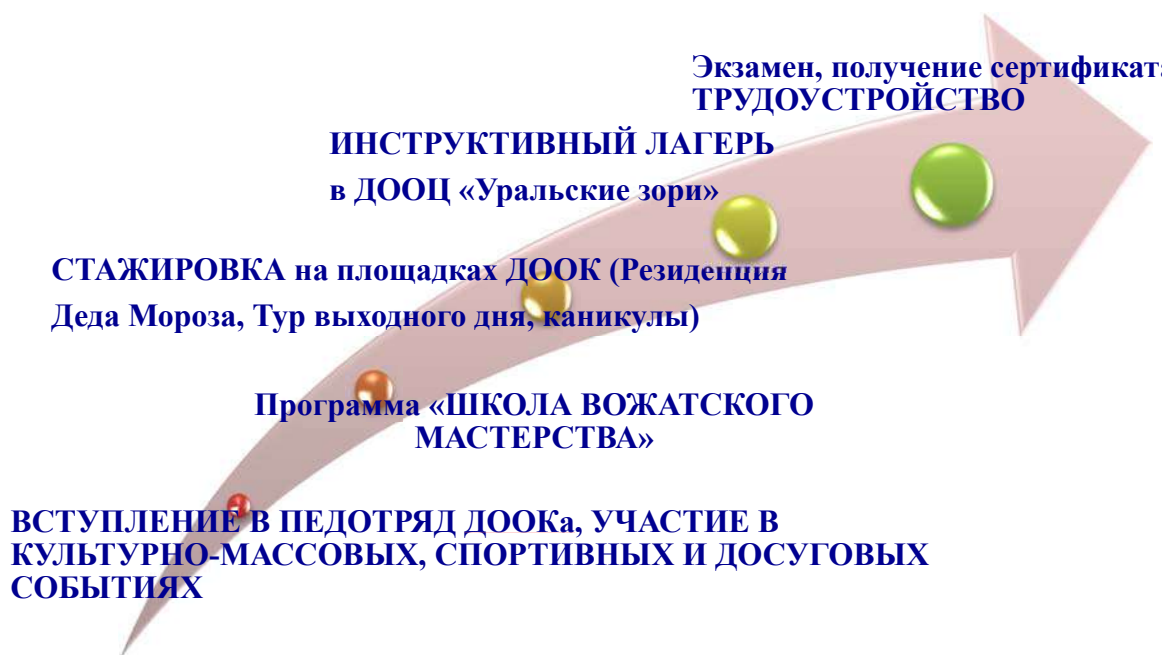 Экзамен, получение сертификата
ТРУДОУСТРОЙСТВО
ИНСТРУКТИВНЫЙ ЛАГЕРЬ
в ДООЦ «Уральские зори»
СТАЖИРОВКА на площадках ДООК (Резиденция
Деда Мороза, Тур выходного дня, каникулы)
Программа «ШКОЛА ВОЖАТСКОГО
МАСТЕРСТВА»
ВСТУПЛЕНИЕ В ПЕДОТРЯД ДООКа, УЧАСТИЕ В
КУЛЬТУРНО-МАССОВЫХ, СПОРТИВНЫХ И ДОСУГОВЫХ
СОБЫТИЯХ